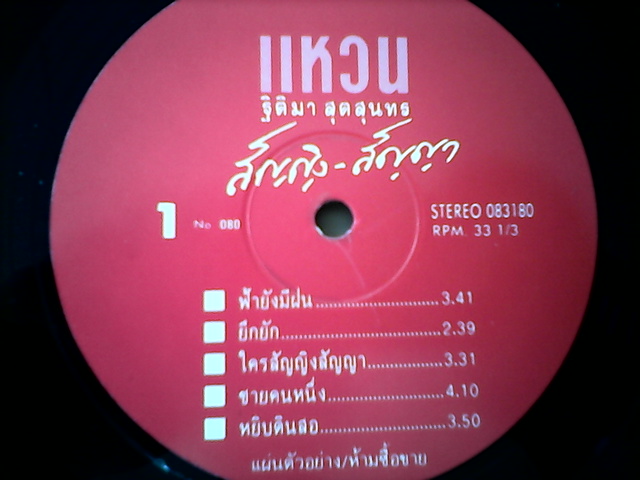 แหวน
ฐิติมา สุตสุนทร
สัญญิง-สัญญา
1
No 080
STEREO 083180
RPM. 33 1/3
ฟ้ายังมีฝน 3.41
ยึกยัก 2.39
ใครสัญญิงสัญญา 3.31
ชายคนหนึ่ง 4.10
หยิบดินสอ 3.50
แผ่นตัวอย่าง/ห้ามซื้อขาย